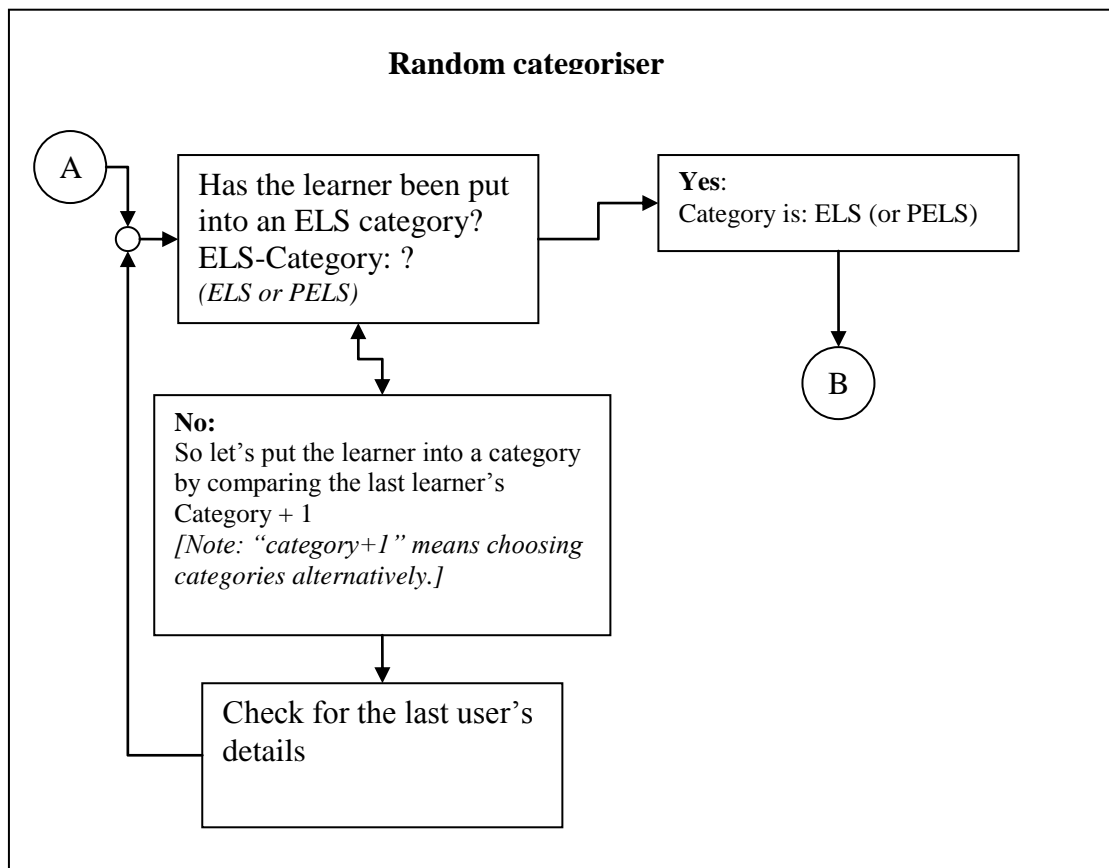 Random categoriser
A
Has the learner been put
into an ELS category?
ELS-Category: ?
(ELS or PELS)
Yes:
Category is: ELS (or PELS)
B
No:
So let’s put the learner into a category
by comparing the last learner’s
Category + 1
[Note: “category+1” means choosing
categories alternatively.]
Check for the last user’s
details